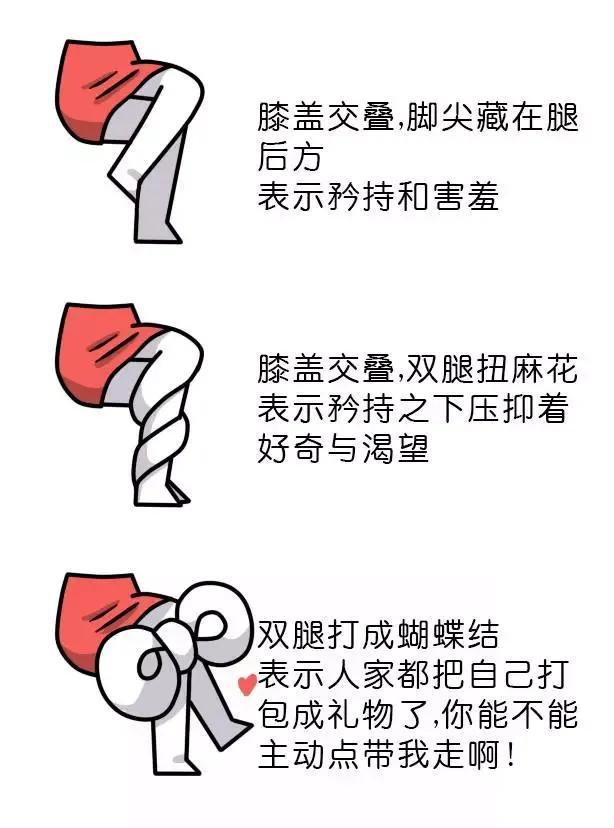 膝盖交叠,脚尖藏在腿
后方
表示矜持和害羞
膝盖交叠,双腿扭麻花
表示矜持之下压抑着
好奇与渴望
双腿打成蝴蝶结
表示人家都把自己打
包成礼物了,你能不能
主动点带我走啊!